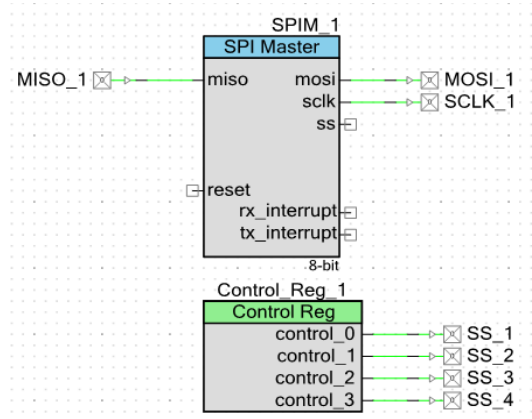 SPIM_1
SPI Master
MISO_1 miso mosi MOSI_1
sclk SCLK_1
ss
reset
rx_interrupt
tx_interrupt
8-bit
Control_Reg_1
Control Reg
control_0 SS_1
control_1 SS_2
control_2 SS_3
control_3 SS_4